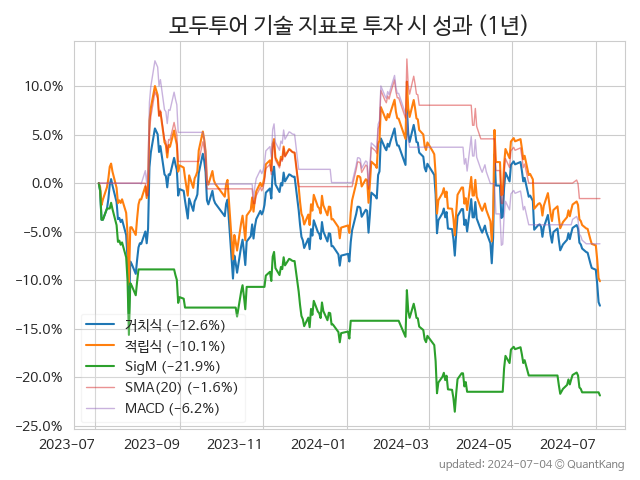 모두투어 기술 지표로 투자 시 성과 (1년)
10.0%
5.0%
0.0%
−5.0%
−10.0%
−15.0%
−20.0%
−25.0%
거치식 (−12.6%)
적립식 (−10.1%)
SigM (−21.9%)
SMA(20) (−1.6%)
MACD (−6.2%)
2023-07 2023-09 2023-11 2024-01 2024-03 2024-05 2024-07
updated: 2024-07-04 © QuantKang